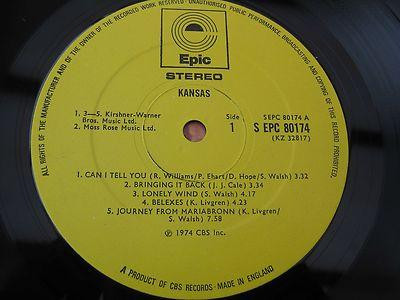 ALL RIGHTS OF THE MANUFACTURER AND OF THE OWNER OF THE RECORDED WORK RESERVED · UNAUTHORISED PUBLIC PERFORMANCE, BROADCASTING AND COPYING OF THIS RECORD PROHIBITED.
Epic
STEREO
KANSAS
1. 3—5. Kirshner-Warner
Bros. Music Ltd.
2. Moss Rose Music Ltd.
Side
1
SEPC 80174 A
S EPC 80174
(KZ 32817)
1. CAN I TELL YOU (R. Williams/P. Ehart/D. Hope/S. Walsh) 3.32
2. BRINGING IT BACK (J. J. Cale) 3.34
3. LONELY WIND (S. Walsh) 4.17
4. BELEXES (K. Livgren) 4.23
5. JOURNEY FROM MARIABRONN (K. Livgren/
S. Walsh) 7.58
℗ 1974 CBS Inc.
A PRODUCT OF CBS RECORDS · MADE IN ENGLAND